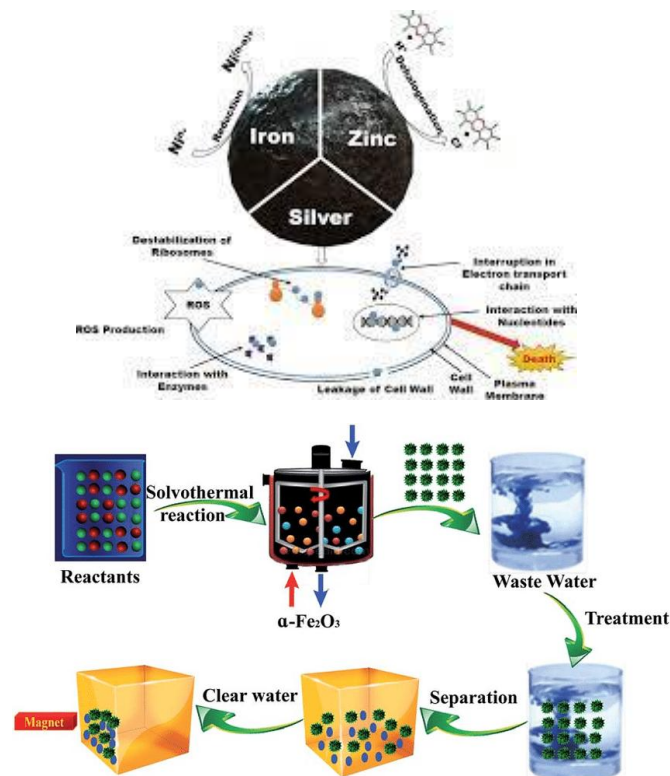 Ni(n-n)+
H+
Reduction
Dehalogenation
Iron
Zinc
Cl-
Silver
Destabilization of
Ribosomes
Interruption in
Electron transport
chain
ROS
Interaction with
Nucleotides
ROS Production
Death
Interaction with
Enzymes
Leakage of Cell Wall
Cell
Wall
Plasma
Membrane
Solvothermal
reaction
Reactants
Waste Water
α-Fe₂O₃
Treatment
Clear water
Separation
Magnet